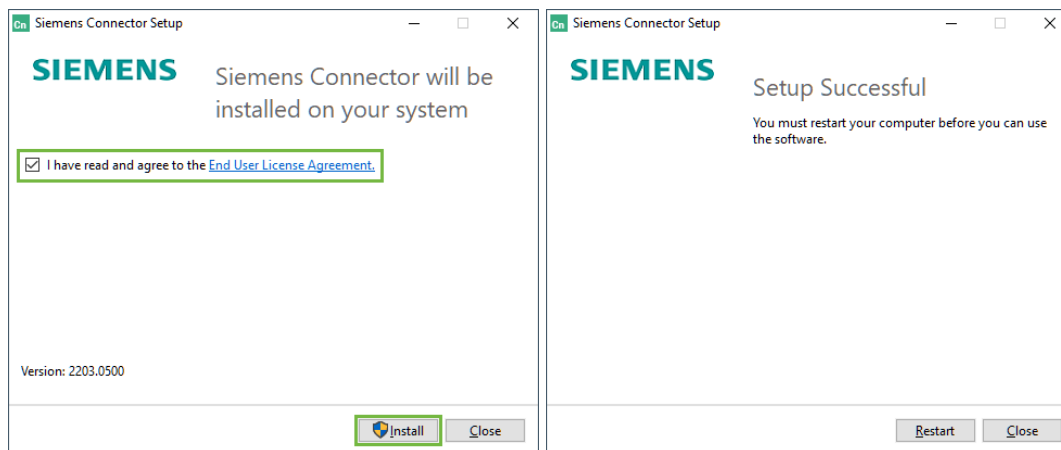 Cn Siemens Connector Setup
SIEMENS
Siemens Connector will be
installed on your system
I have read and agree to the End User License Agreement.
Version: 2203.0500
Install
Close
Cn Siemens Connector Setup
SIEMENS
Setup Successful
You must restart your computer before you can use
the software.
Restart
Close